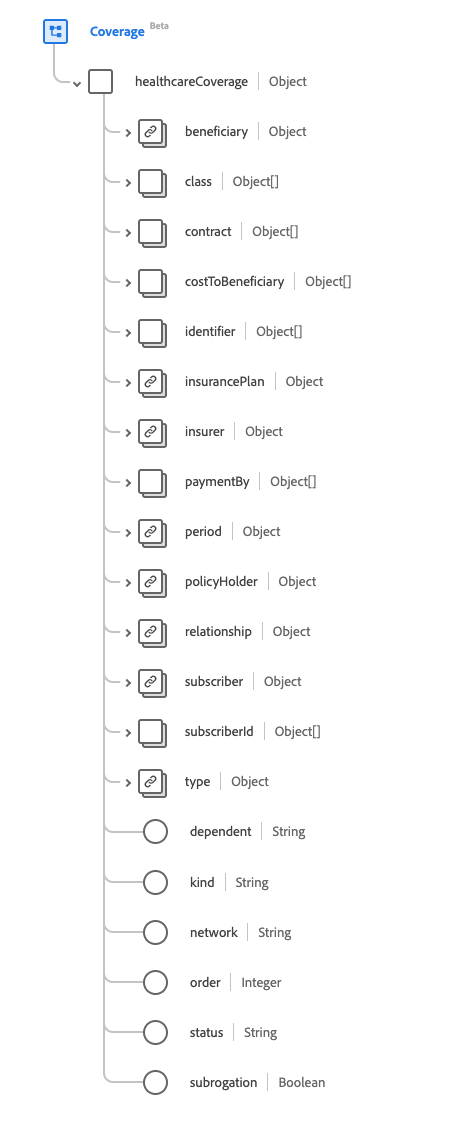 Coverage Beta
healthcareCoverage Object
beneficiary Object
class Object[]
contract Object[]
costToBeneficiary Object[]
identifier Object[]
insurancePlan Object
insurer Object
paymentBy Object[]
period Object
policyHolder Object
relationship Object
subscriber Object
subscriberId Object[]
type Object
dependent String
kind String
network String
order Integer
status String
subrogation Boolean